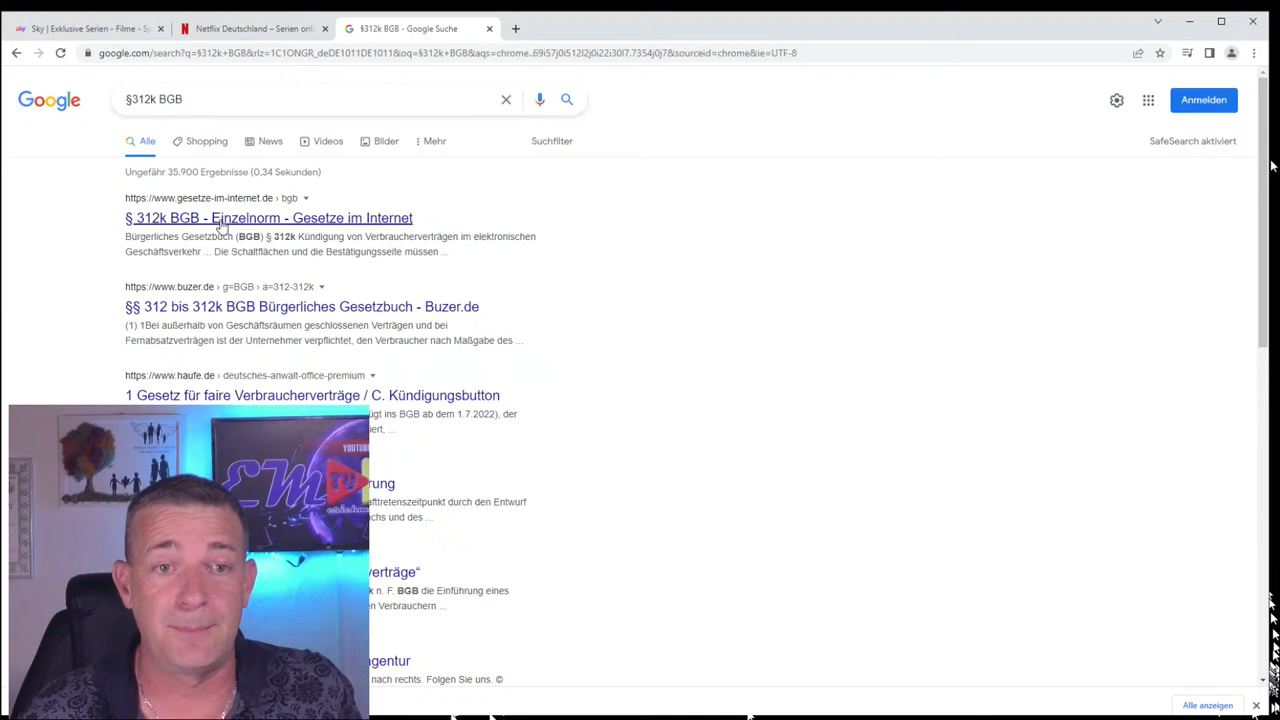 Sky | Exklusive Serien - Filme - Sp
Netflix Deutschland – Serien onl
§312k BGB - Google Suche
google.com/search?q=§312k+BGB&rlz=1C1ONGR_deDE1011DE1011&oq=§312k+BGB&aqs=chrome..69i57j0i512l2j0i22i30l7.7354j0j7&sourceid=chrome&ie=UTF-8
Google
§312k BGB
Anmelden
Alle
Shopping
News
Videos
Bilder
Mehr
Suchfilter
SafeSearch aktiviert
Ungefähr 35.900 Ergebnisse (0,34 Sekunden)
https://www.gesetze-im-internet.de › bgb
§ 312k BGB - Einzelnorm - Gesetze im Internet
Bürgerliches Gesetzbuch (BGB) § 312k Kündigung von Verbraucherverträgen im elektronischen
Geschäftsverkehr ... Die Schaltflächen und die Bestätigungsseite müssen ...
https://www.buzer.de › g=BGB › a=312-312k
§§ 312 bis 312k BGB Bürgerliches Gesetzbuch - Buzer.de
(1) 1Bei außerhalb von Geschäftsräumen geschlossenen Verträgen und bei
Fernabsatzverträgen ist der Unternehmer verpflichtet, den Verbraucher nach Maßgabe des ...
https://www.haufe.de › deutsches-anwalt-office-premium
1 Gesetz für faire Verbraucherverträge / C. Kündigungsbutton
ügt ins BGB ab dem 1.7.2022), der
iert, ...
YOUTUB
EM
TV
rung
afttretenszeitpunkt durch den Entwurf
chs und des ...
verträge“
k n. F. BGB die Einführung eines
en Verbrauchern ...
gentur
nach rechts. Folgen Sie uns. ©
Alle anzeigen